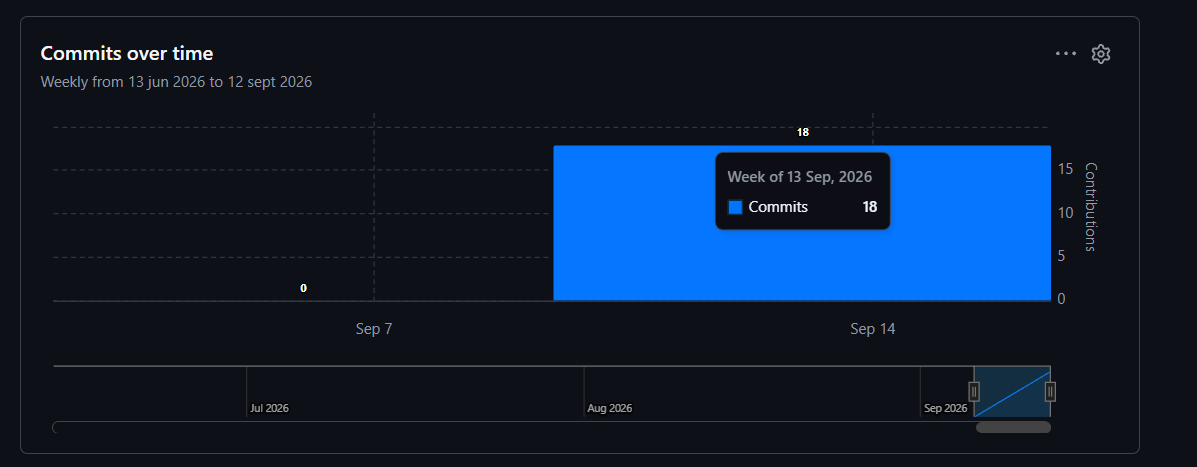 Commits over time
Weekly from 13 jun 2026 to 12 sept 2026
18
Week of 13 Sep, 2026
Commits 18
0
15
10
5
0
Contributions
Sep 7
Sep 14
Jul 2026
Aug 2026
Sep 2026